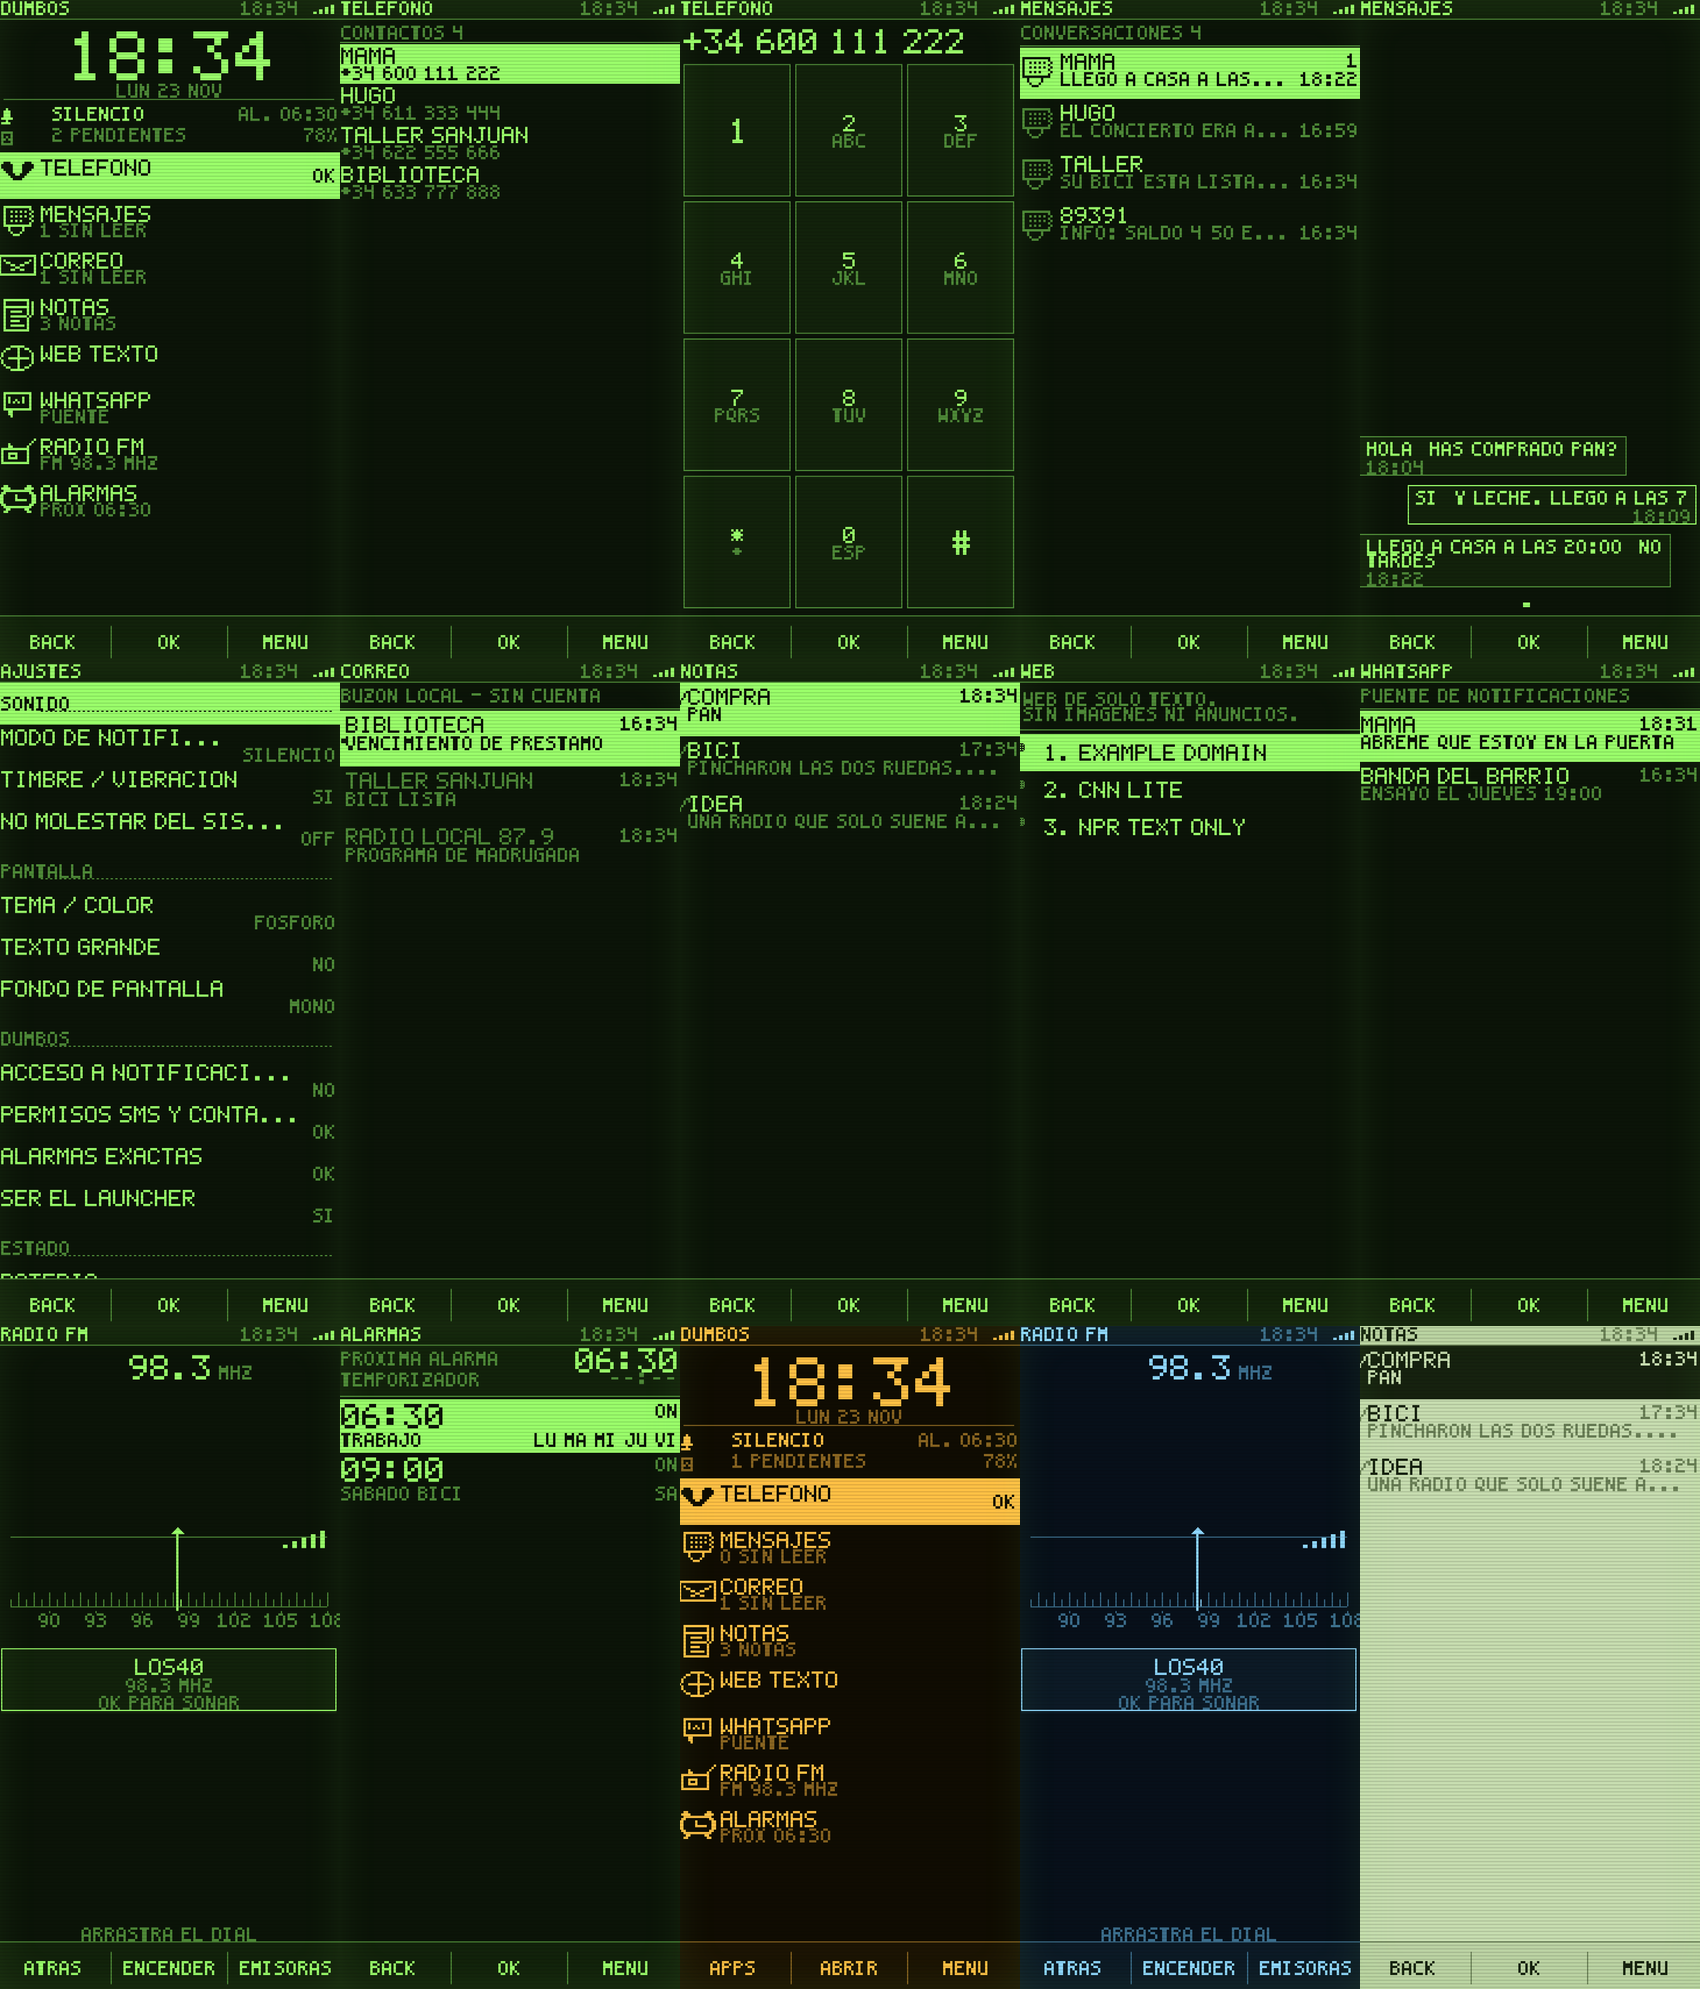 DUMBOS 18:34
18:34
LUN 23 NOV
SILENCIO AL. 06:30
2 PENDIENTES 78%
TELEFONO OK
MENSAJES
1 SIN LEER
CORREO
1 SIN LEER
NOTAS
3 NOTAS
WEB TEXTO
WHATSAPP
PUENTE
RADIO FM
FM 98.3 MHZ
ALARMAS
PROX 06:30
BACK OK MENU
TELEFONO 18:34
CONTACTOS 4
MAMA
+34 600 111 222
HUGO
+34 611 333 444
TALLER SANJUAN
+34 622 555 666
BIBLIOTECA
+34 633 777 888
BACK OK MENU
TELEFONO 18:34
+34 600 111 222
1 2 3
ABC DEF
4 5 6
GHI JKL MNO
7 8 9
PQRS TUV WXYZ
* 0 #
+ ESP
BACK OK MENU
MENSAJES 18:34
CONVERSACIONES 4
MAMA 1
LLEGO A CASA A LAS... 18:22
HUGO
EL CONCIERTO ERA A... 16:59
TALLER
SU BICI ESTA LISTA... 16:34
89391
INFO: SALDO 4 50 E... 16:34
BACK OK MENU
MENSAJES 18:34
HOLA HAS COMPRADO PAN?
18:04
SI Y LECHE. LLEGO A LAS 7
18:09
LLEGO A CASA A LAS 20:00 NO
TARDES
18:22
BACK OK MENU
AJUSTES 18:34
SONIDO
MODO DE NOTIFI...
SILENCIO
TIMBRE / VIBRACION
SI
NO MOLESTAR DEL SIS...
OFF
PANTALLA
TEMA / COLOR
FOSFORO
TEXTO GRANDE
NO
FONDO DE PANTALLA
MONO
DUMBOS
ACCESO A NOTIFICACI...
NO
PERMISOS SMS Y CONTA...
OK
ALARMAS EXACTAS
OK
SER EL LAUNCHER
SI
ESTADO
BACK OK MENU
CORREO 18:34
BUZON LOCAL - SIN CUENTA
BIBLIOTECA 16:34
*VENCIMIENTO DE PRESTAMO
TALLER SANJUAN 18:34
BICI LISTA
RADIO LOCAL 87.9 18:34
PROGRAMA DE MADRUGADA
BACK OK MENU
NOTAS 18:34
COMPRA 18:34
PAN
BICI 17:34
PINCHARON LAS DOS RUEDAS....
IDEA 18:24
UNA RADIO QUE SOLO SUENE A...
BACK OK MENU
WEB 18:34
WEB DE SOLO TEXTO.
SIN IMAGENES NI ANUNCIOS.
1. EXAMPLE DOMAIN
2. CNN LITE
3. NPR TEXT ONLY
BACK OK MENU
WHATSAPP 18:34
PUENTE DE NOTIFICACIONES
MAMA 18:31
ABREME QUE ESTOY EN LA PUERTA
BANDA DEL BARRIO 16:34
ENSAYO EL JUEVES 19:00
BACK OK MENU
RADIO FM 18:34
98.3 MHZ
90 93 96 99 102 105 108
LOS40
98.3 MHZ
OK PARA SONAR
ARRASTRA EL DIAL
ATRAS ENCENDER EMISORAS
ALARMAS 18:34
PROXIMA ALARMA 06:30
TEMPORIZADOR --:--
06:30 ON
TRABAJO LU MA MI JU VI
09:00 ON
SABADO BICI SA
BACK OK MENU
DUMBOS 18:34
18:34
LUN 23 NOV
SILENCIO AL. 06:30
1 PENDIENTES 78%
TELEFONO OK
MENSAJES
0 SIN LEER
CORREO
1 SIN LEER
NOTAS
3 NOTAS
WEB TEXTO
WHATSAPP
PUENTE
RADIO FM
FM 98.3 MHZ
ALARMAS
PROX 06:30
APPS ABRIR MENU
RADIO FM 18:34
98.3 MHZ
90 93 96 99 102 105 108
LOS40
98.3 MHZ
OK PARA SONAR
ARRASTRA EL DIAL
ATRAS ENCENDER EMISORAS
NOTAS 18:34
COMPRA 18:34
PAN
BICI 17:34
PINCHARON LAS DOS RUEDAS....
IDEA 18:24
UNA RADIO QUE SOLO SUENE A...
BACK OK MENU